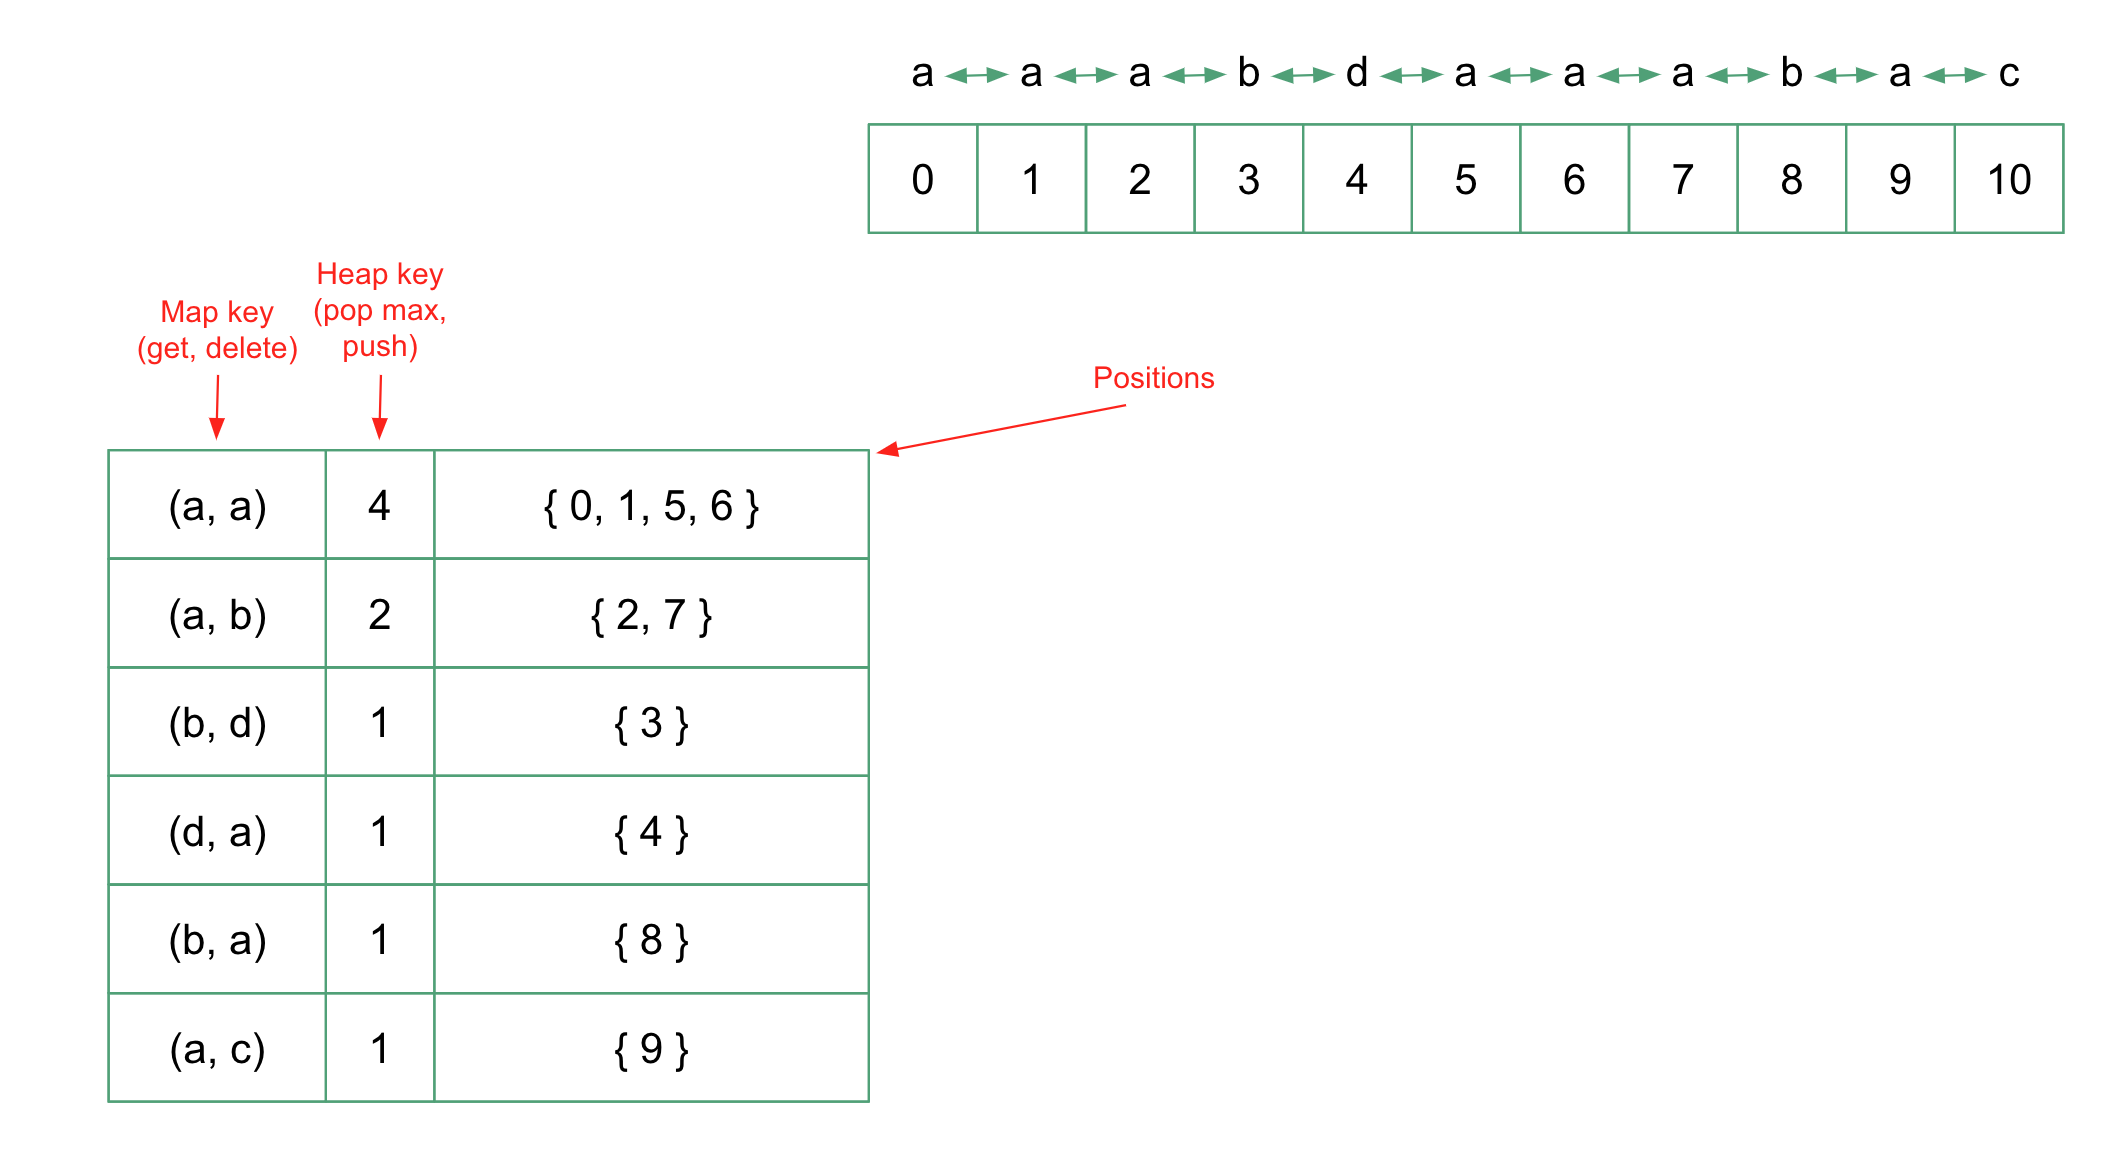 a a a b d a a a b a c
0 1 2 3 4 5 6 7 8 9 10
Map key
(get, delete)
Heap key
(pop max,
push)
Positions
(a, a) 4 { 0, 1, 5, 6 }
(a, b) 2 { 2, 7 }
(b, d) 1 { 3 }
(d, a) 1 { 4 }
(b, a) 1 { 8 }
(a, c) 1 { 9 }